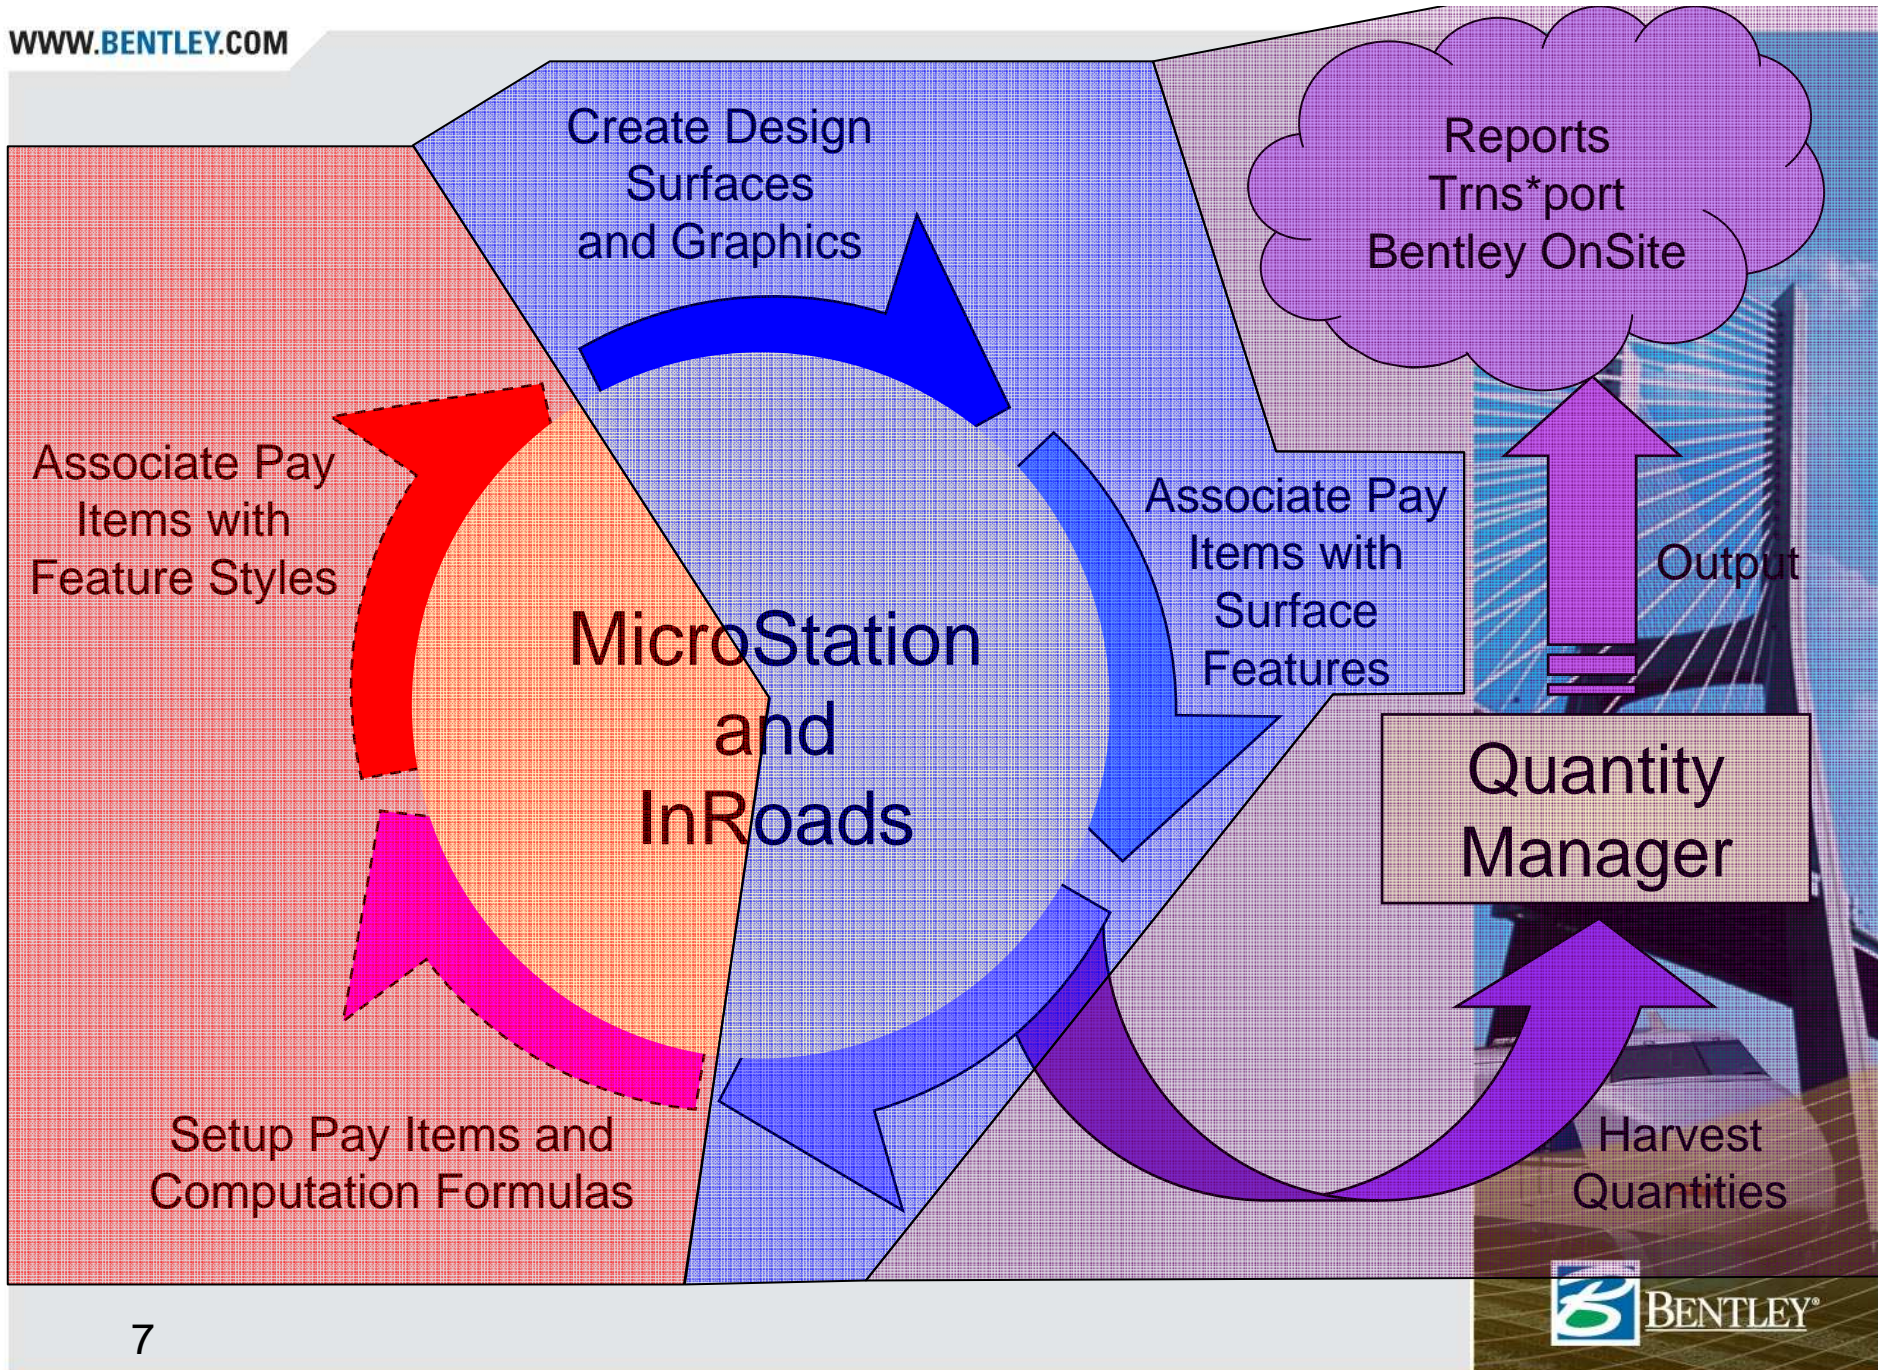 WWW.BENTLEY.COM
Create Design
Surfaces
and Graphics
Reports
Trns*port
Bentley OnSite
Associate Pay
Items with
Feature Styles
Associate Pay
Items with
Surface
Features
Output
MicroStation
and
InRoads
Quantity
Manager
Setup Pay Items and
Computation Formulas
Harvest
Quantities
7
B BENTLEY®